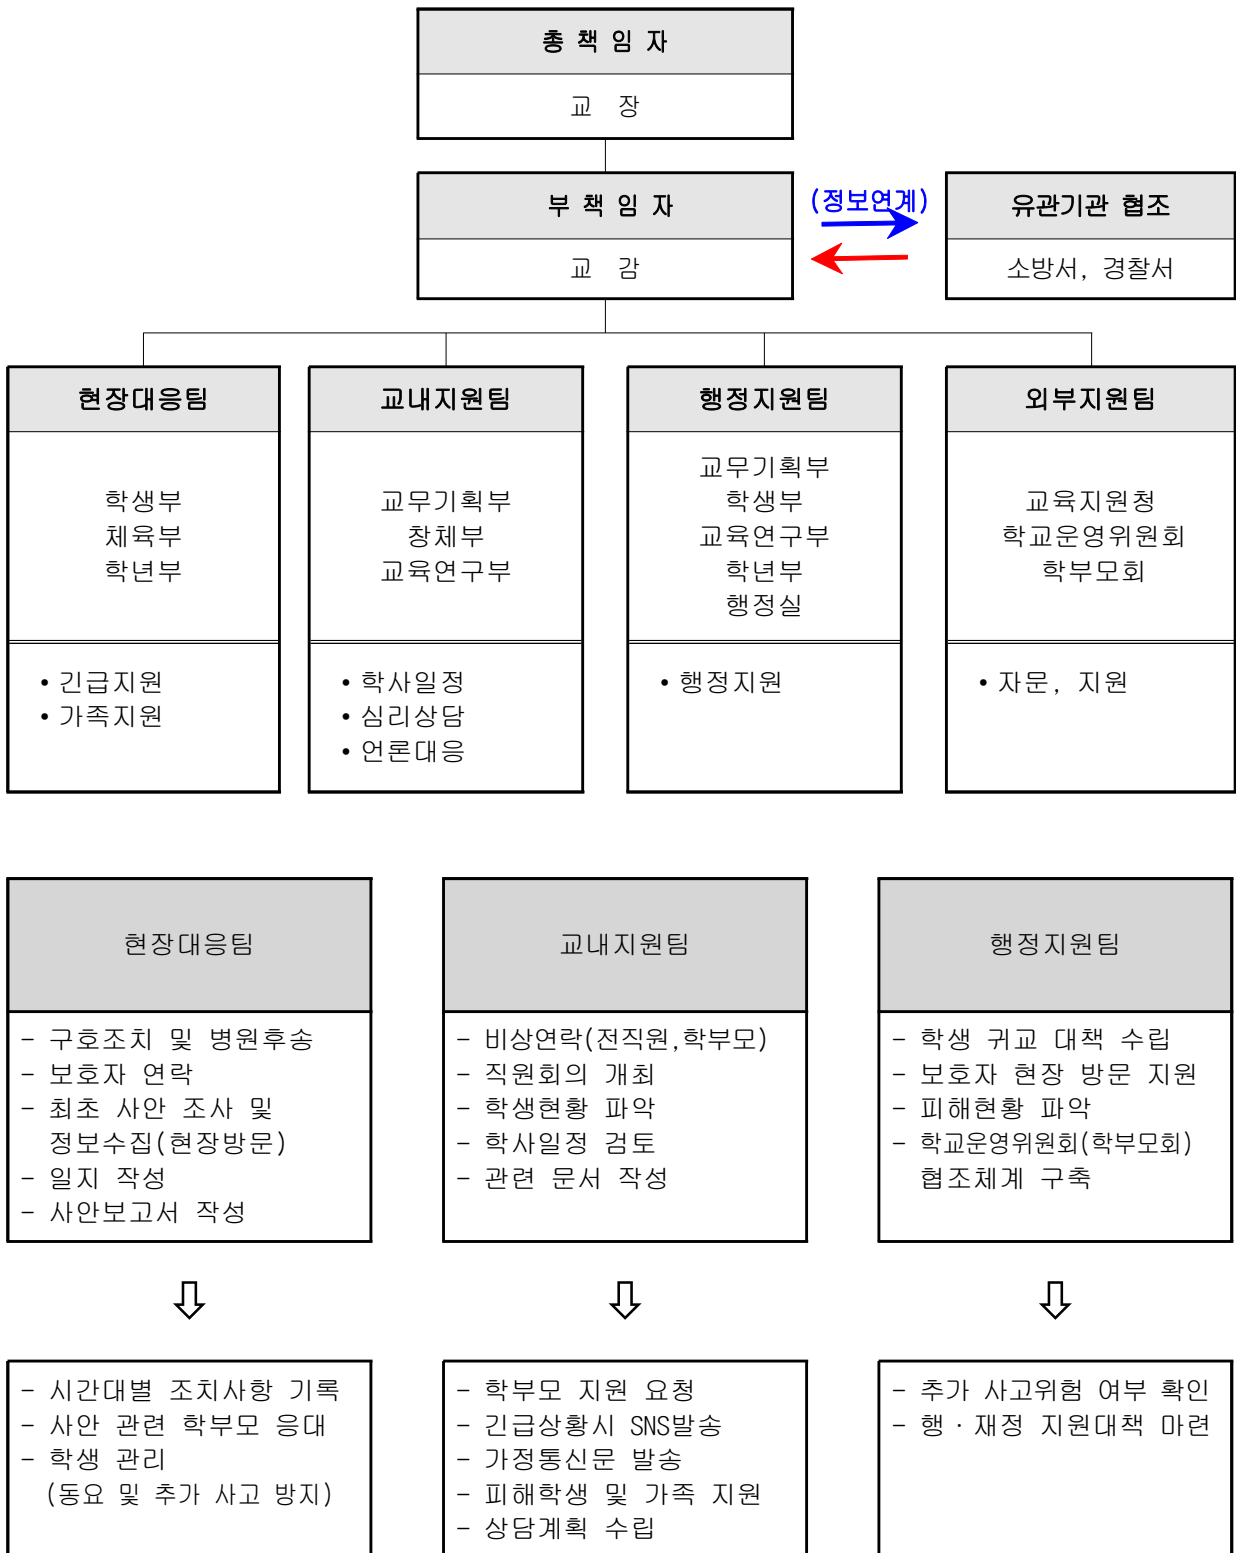 총 책 임 자
교 장
부 책 임 자
교 감
(정보연계)
유관기관 협조
소방서, 경찰서
현장대응팀
학생부
체육부
학년부
• 긴급지원
• 가족지원
교내지원팀
교무기획부
창체부
교육연구부
• 학사일정
• 심리상담
• 언론대응
행정지원팀
교무기획부
학생부
교육연구부
학년부
행정실
• 행정지원
외부지원팀
교육지원청
학교운영위원회
학부모회
• 자문, 지원
현장대응팀
- 구호조치 및 병원후송
- 보호자 연락
- 최초 사안 조사 및
정보수집(현장방문)
- 일지 작성
- 사안보고서 작성
교내지원팀
- 비상연락(전직원,학부모)
- 직원회의 개최
- 학생현황 파악
- 학사일정 검토
- 관련 문서 작성
행정지원팀
- 학생 귀교 대책 수립
- 보호자 현장 방문 지원
- 피해현황 파악
- 학교운영위원회(학부모회)
협조체계 구축
- 시간대별 조치사항 기록
- 사안 관련 학부모 응대
- 학생 관리
(동요 및 추가 사고 방지)
- 학부모 지원 요청
- 긴급상황시 SNS발송
- 가정통신문 발송
- 피해학생 및 가족 지원
- 상담계획 수립
- 추가 사고위험 여부 확인
- 행·재정 지원대책 마련